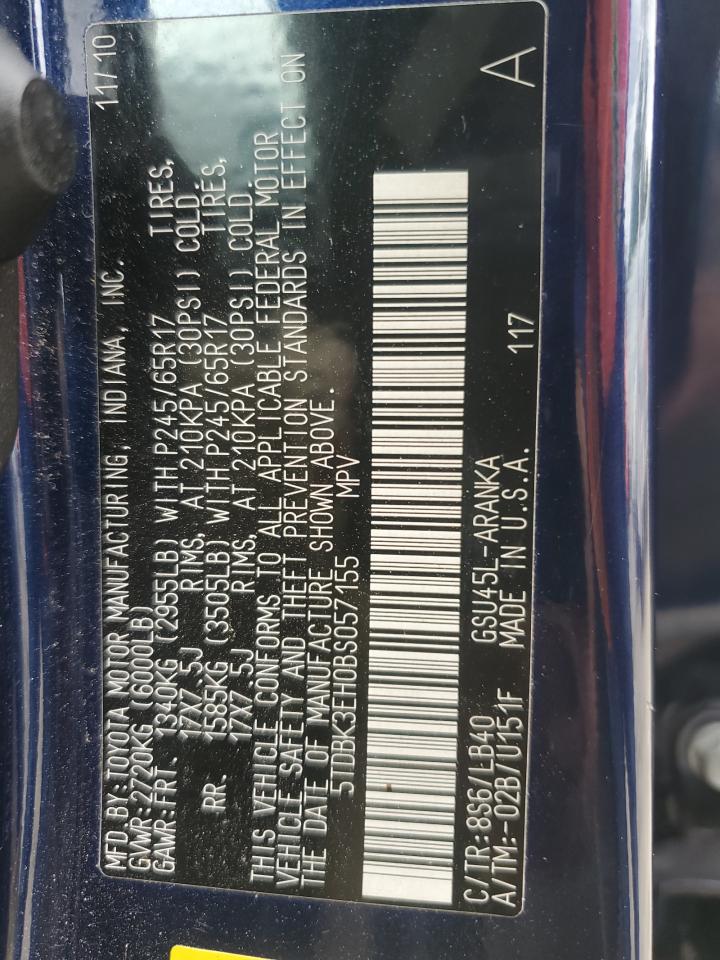 MFD. BY: TOYOTA MOTOR MANUFACTURING, INDIANA, INC. 11/10
GVWR: 2720KG (6000LB)
GAWR: FRT. 1340KG (2955LB) WITH P245/65R17 TIRES,
17X7.5J RIMS, AT 210KPA (30PSI) COLD.
RR. 1585KG (3505LB) WITH P245/65R17 TIRES,
17X7.5J RIMS, AT 210KPA (30PSI) COLD.
THIS VEHICLE CONFORMS TO ALL APPLICABLE FEDERAL MOTOR
VEHICLE SAFETY AND THEFT PREVENTION STANDARDS IN EFFECT ON
THE DATE OF MANUFACTURE SHOWN ABOVE.
5TDBK3EH0BS057155 MPV
C/TR: 8S6/LB40 GSU45L-ARANKA
A/TM: -02B/U151F MADE IN U.S.A. 117 A